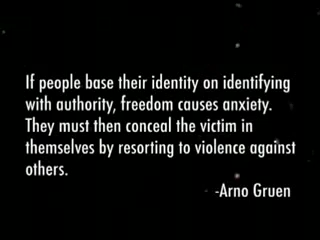 If people base their identity on identifying
with authority, freedom causes anxiety.
They must then conceal the victim in
themselves by resorting to violence against
others.
-Arno Gruen